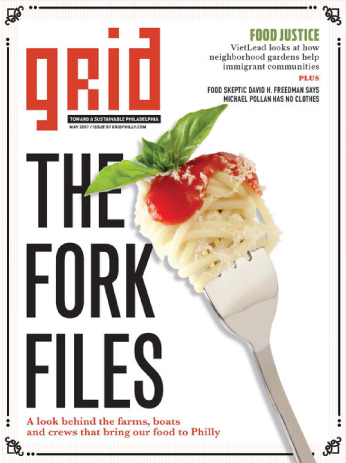 grid
TOWARD A SUSTAINABLE PHILADELPHIA
MAY 2017 / ISSUE 97 GRIDPHILLY.COM
FOOD JUSTICE
VietLead looks at how
neighborhood gardens help
immigrant communities
PLUS
FOOD SKEPTIC DAVID H. FREEDMAN SAYS
MICHAEL POLLAN HAS NO CLOTHES
THE
FORK
FILES
A look behind the farms, boats
and crews that bring our food to Philly